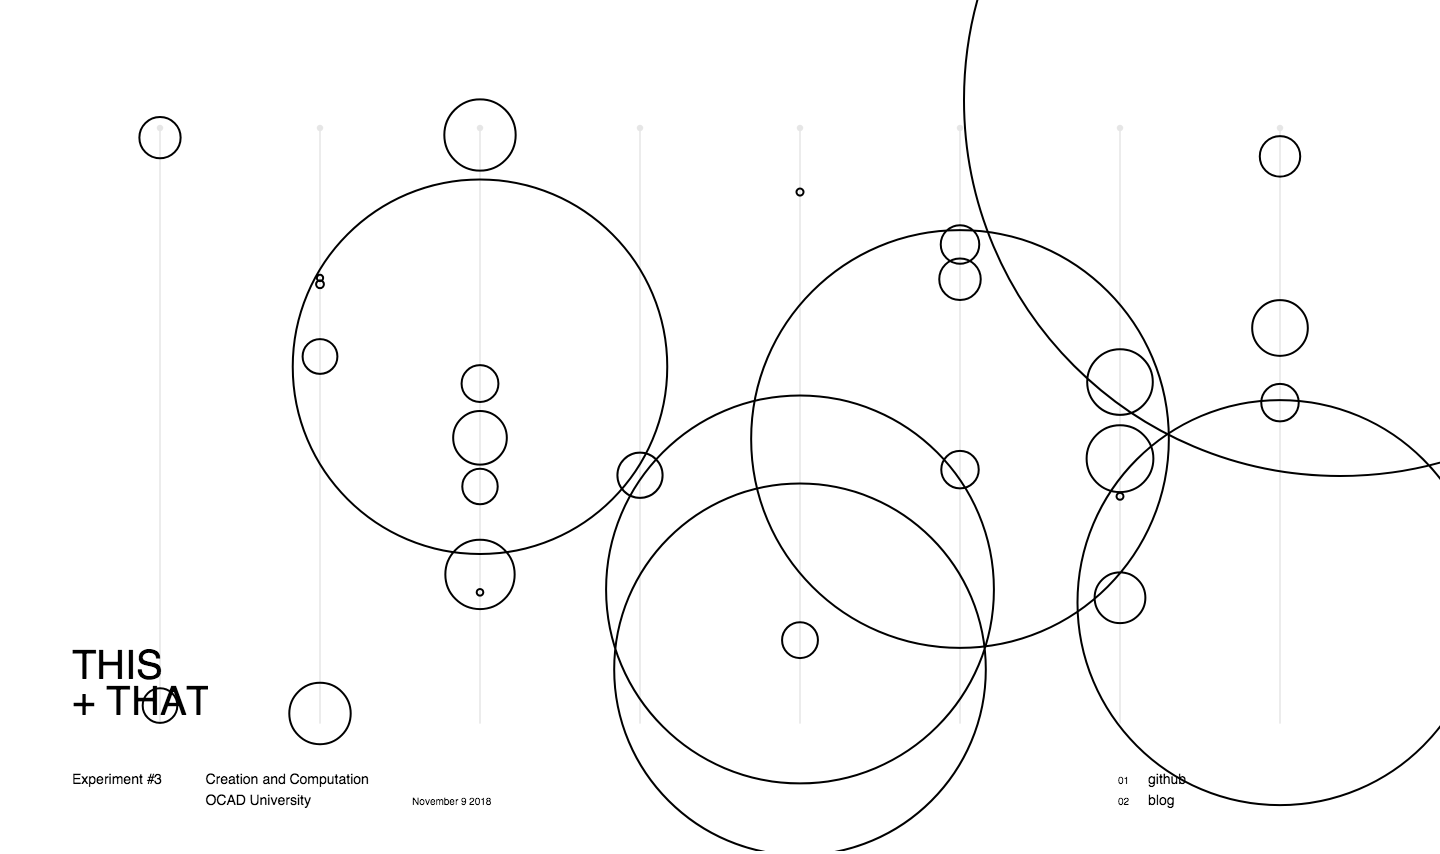 THIS
+ THAT
Experiment #3
Creation and Computation
OCAD University
November 9 2018
01 github
02 blog